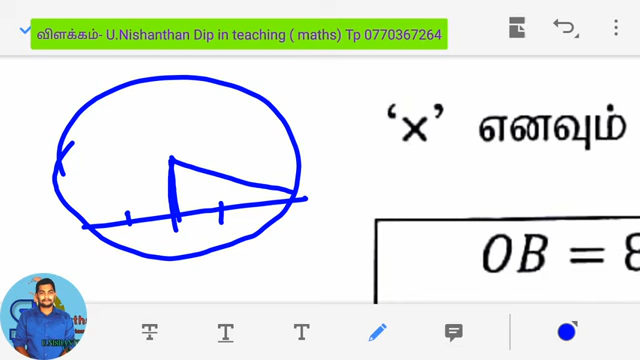 விளக்கம்- U.Nishanthan Dip in teaching ( maths) Tp 0770367264
‘x’ எனவும்
OB = 8
T T T